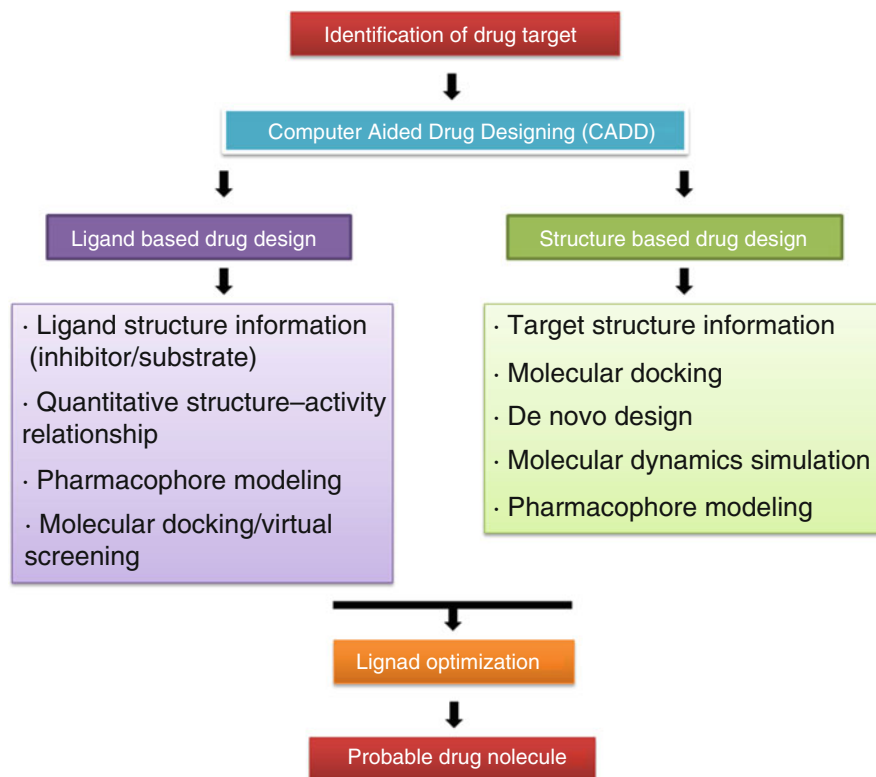 Identification of drug target
Computer Aided Drug Designing (CADD)
Ligand based drug design
Structure based drug design
· Ligand structure information
(inhibitor/substrate)
· Quantitative structure–activity
relationship
· Pharmacophore modeling
· Molecular docking/virtual
screening
· Target structure information
· Molecular docking
· De novo design
· Molecular dynamics simulation
· Pharmacophore modeling
Lignad optimization
Probable drug nolecule